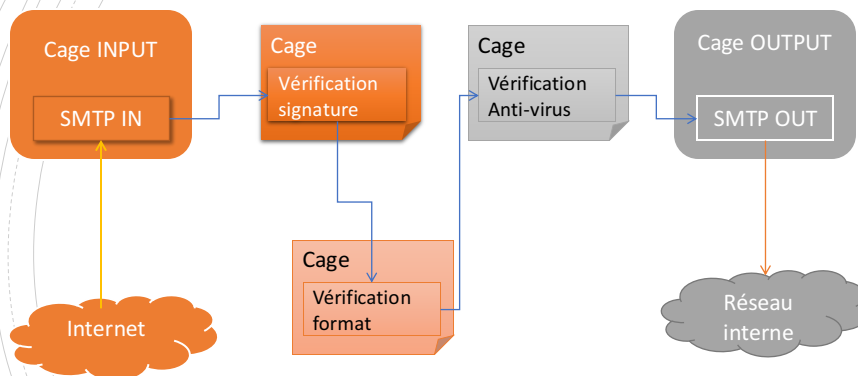 Cage INPUT
SMTP IN
Cage
Vérification
signature
Cage
Vérification
Anti-virus
Cage OUTPUT
SMTP OUT
Cage
Vérification
format
Internet
Réseau
interne